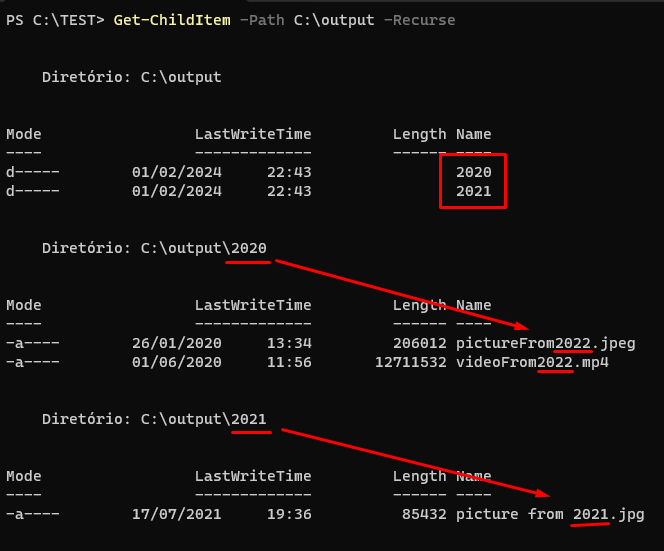 PS C:\TEST> Get-ChildItem -Path C:\output -Recurse
Diretório: C:\output
Mode LastWriteTime Length Name
---- ------------- ------ ----
d----- 01/02/2024 22:43 2020
d----- 01/02/2024 22:43 2021
Diretório: C:\output\2020
Mode LastWriteTime Length Name
---- ------------- ------ ----
-a---- 26/01/2020 13:34 206012 pictureFrom2022.jpeg
-a---- 01/06/2020 11:56 12711532 videoFrom2022.mp4
Diretório: C:\output\2021
Mode LastWriteTime Length Name
---- ------------- ------ ----
-a---- 17/07/2021 19:36 85432 picture from 2021.jpg